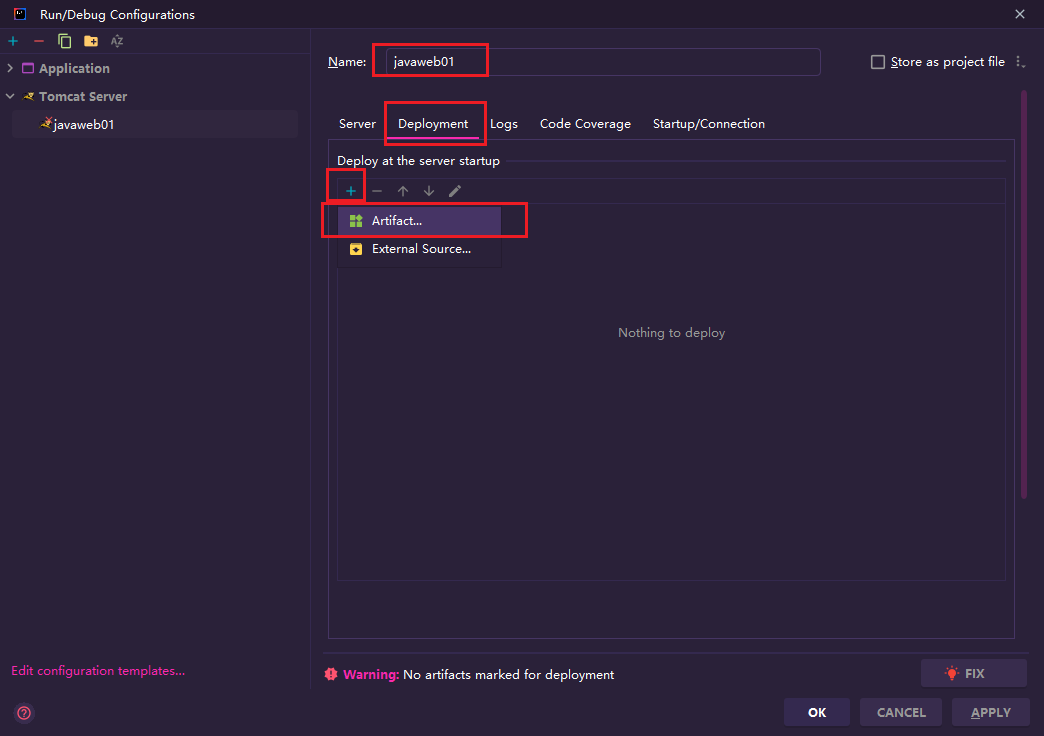 Run/Debug Configurations
Application
Tomcat Server
javaweb01
Name: javaweb01 Store as project file
Server Deployment Logs Code Coverage Startup/Connection
Deploy at the server startup
Artifact...
External Source...
Nothing to deploy
Edit configuration templates...
Warning: No artifacts marked for deployment FIX
? OK CANCEL APPLY